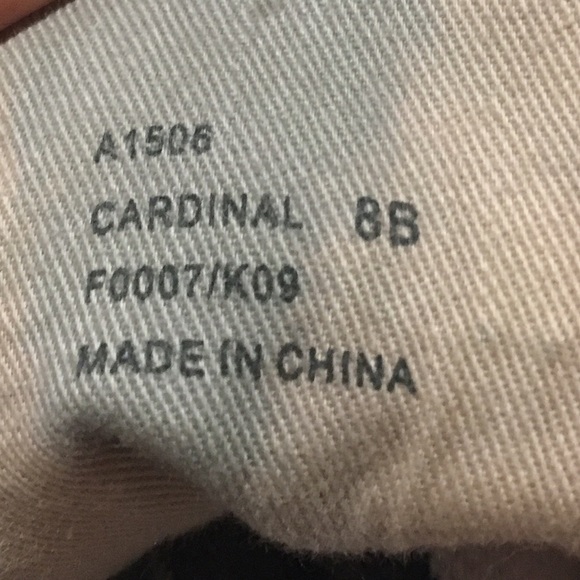 A1506
CARDINAL 8B
F0007/K09
MADE IN CHINA